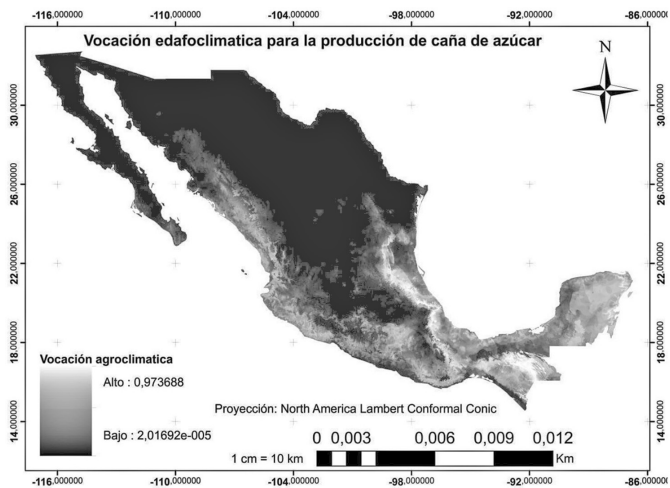 -116.000000 -110.000000 -104.000000 -98.000000 -92.000000 -86.000000
Vocación edafoclimatica para la producción de caña de azúcar
N
30.000000 30.000000
26.000000 26.000000
22.000000 22.000000
18.000000 18.000000
14.000000 14.000000
Vocación agroclimatica
Alto : 0,973688
Bajo : 2,01692e-005
Proyección: North America Lambert Conformal Conic
0 0,003 0,006 0,009 0,012
1 cm = 10 km Km
-116.000000 -110.000000 -104.000000 -98.000000 -92.000000 -86.000000